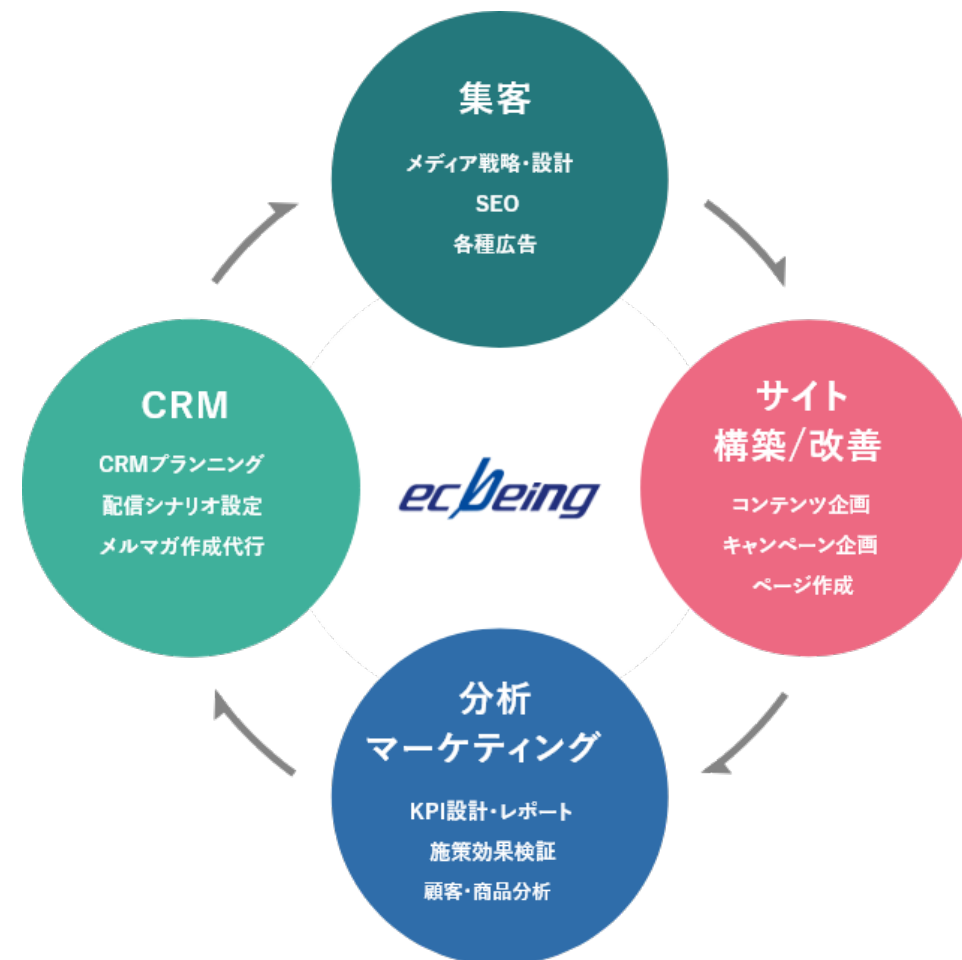 集客
メディア戦略・設計
SEO
各種広告
サイト
構築/改善
コンテンツ企画
キャンペーン企画
ページ作成
分析
マーケティング
KPI設計・レポート
施策効果検証
顧客・商品分析
CRM
CRMプランニング
配信シナリオ設定
メルマガ作成代行
ecbeing